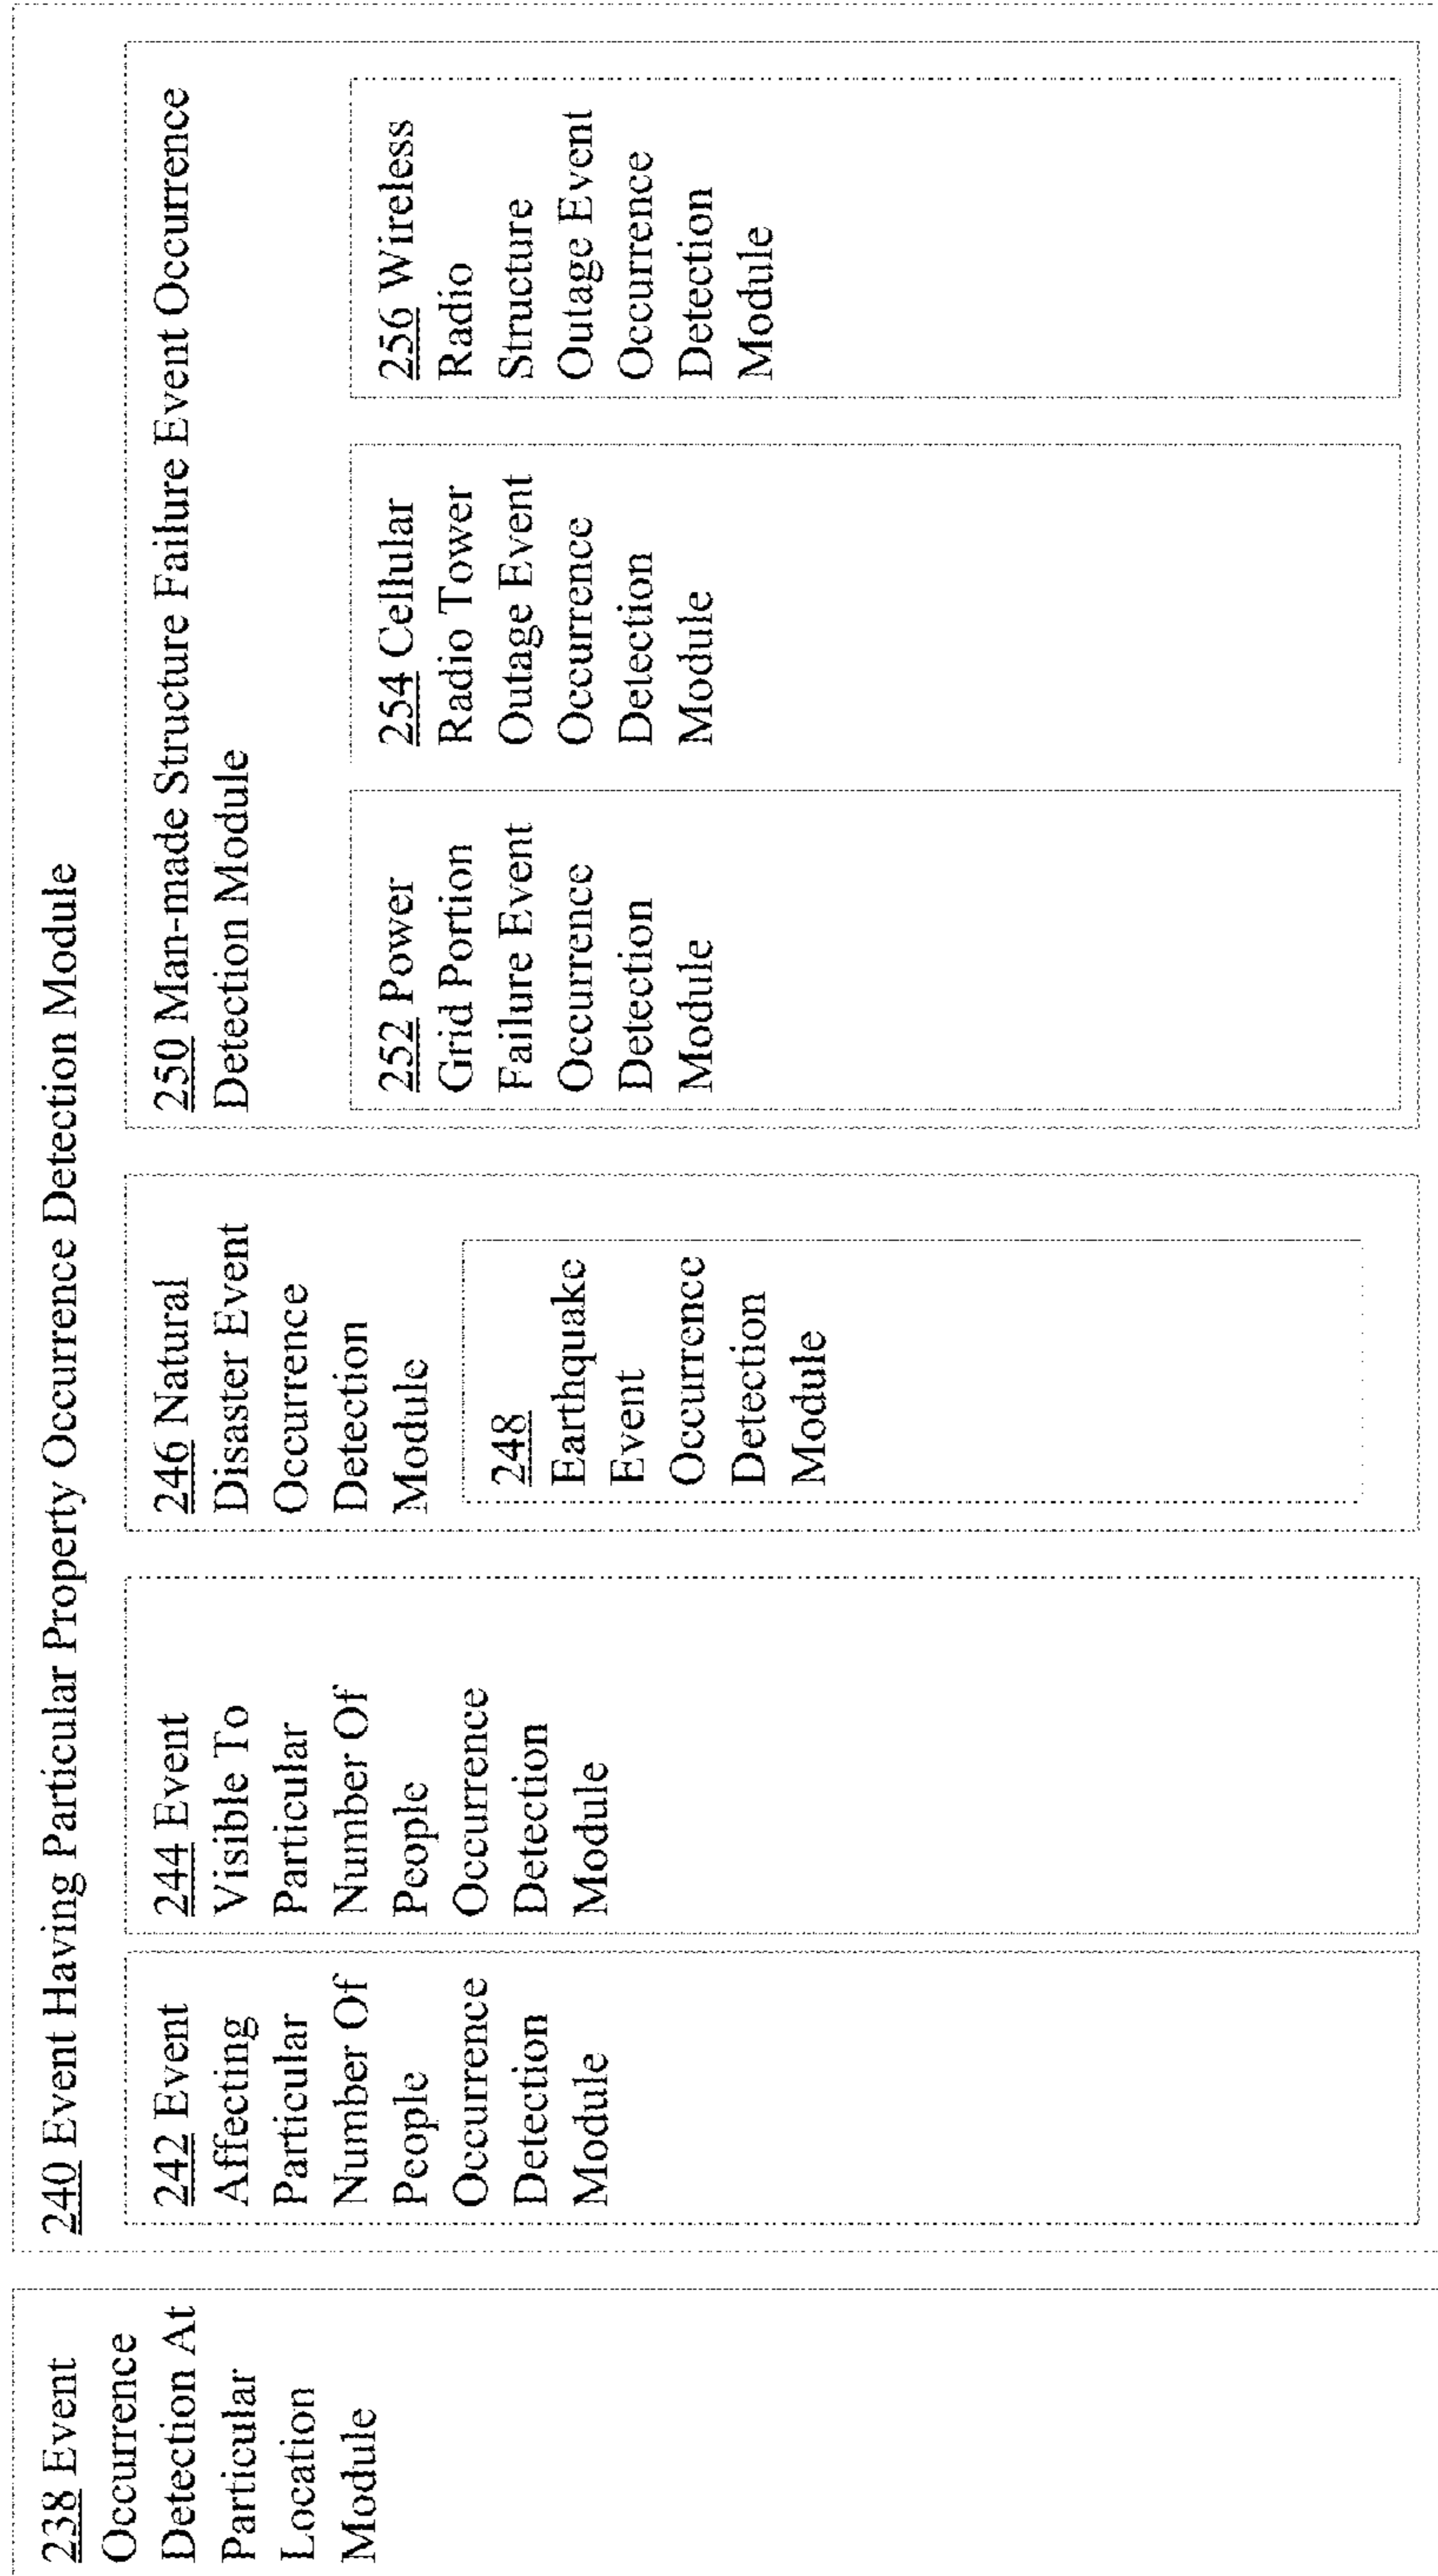 238 Event
Occurrence
Detection At
Particular
Location
Module
240 Event Having Particular Property Occurrence Detection Module
242 Event
Affecting
Particular
Number Of
People
Occurrence
Detection
Module
244 Event
Visible To
Particular
Number Of
People
Occurrence
Detection
Module
246 Natural
Disaster Event
Occurrence
Detection
Module
248
Earthquake
Event
Occurrence
Detection
Module
250 Man-made Structure Failure Event Occurrence
Detection Module
252 Power
Grid Portion
Failure Event
Occurrence
Detection
Module
254 Cellular
Radio Tower
Outage Event
Occurrence
Detection
Module
256 Wireless
Radio
Structure
Outage Event
Occurrence
Detection
Module